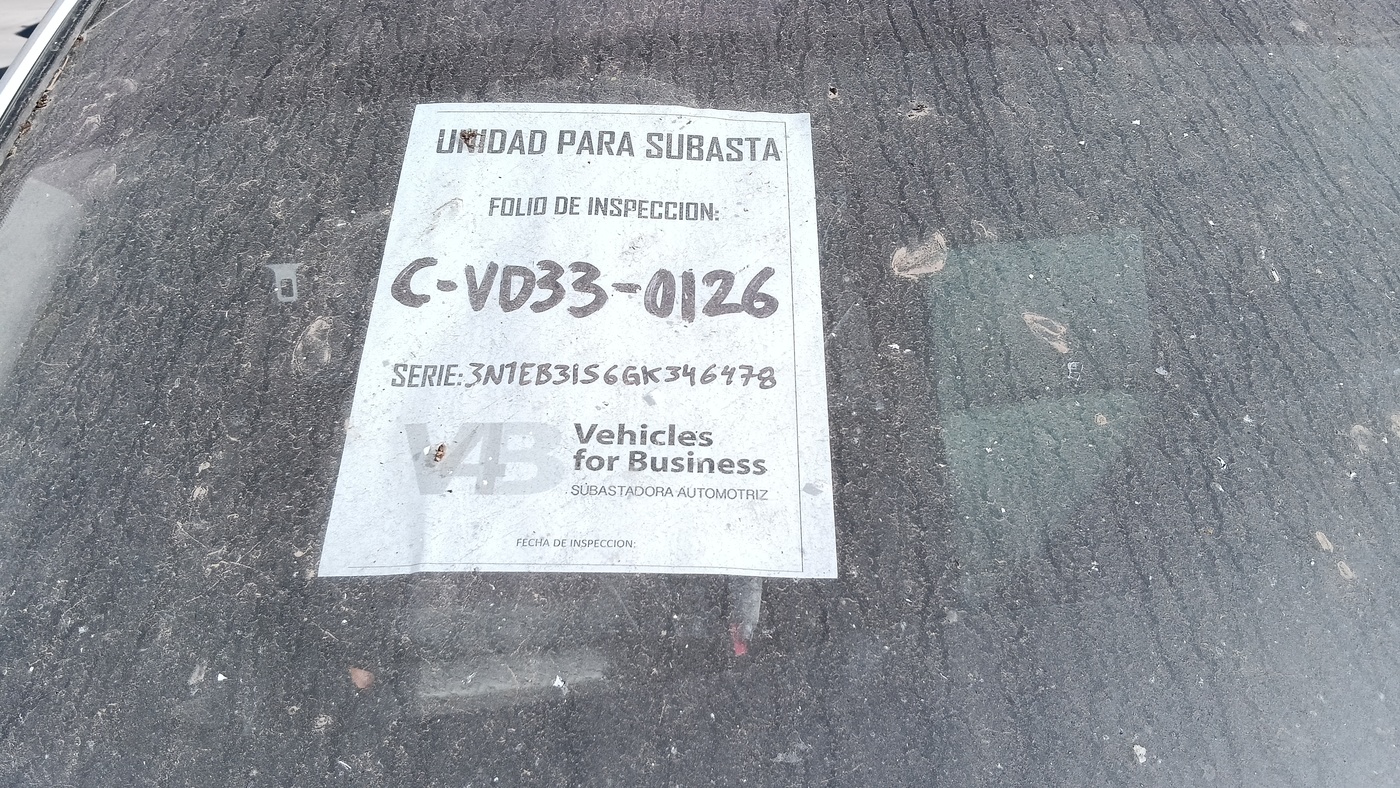 UNIDAD PARA SUBASTA
FOLIO DE INSPECCION:
C-VD33-0126
SERIE: 3N1EB31S6GK346478
V4B
Vehicles
for Business
SUBASTADORA AUTOMOTRIZ
FECHA DE INSPECCION: